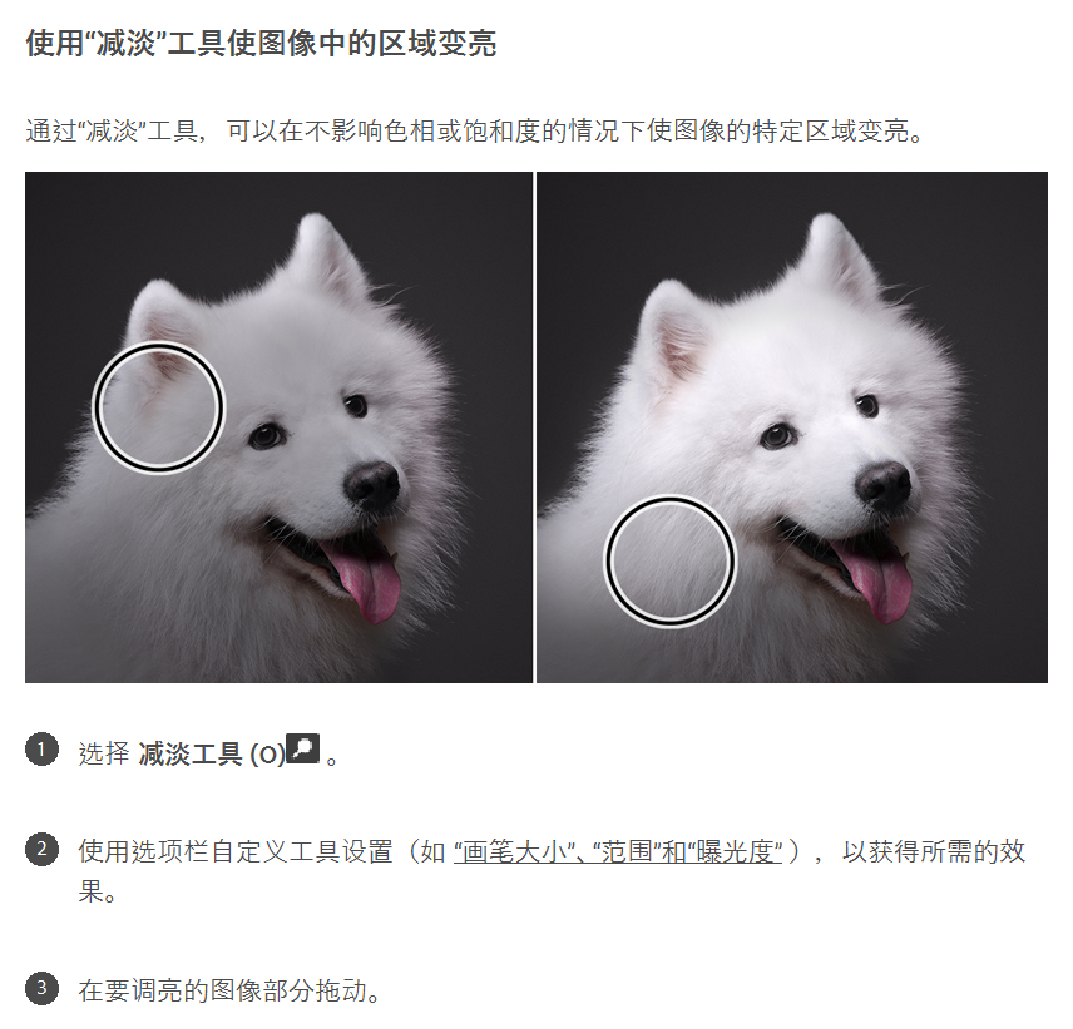 使用“减淡”工具使图像中的区域变亮
通过“减淡”工具，可以在不影响色相或饱和度的情况下使图像的特定区域变亮。
1 选择 减淡工具 (O) 。
2 使用选项栏自定义工具设置（如 “画笔大小”、“范围”和“曝光度” ），以获得所需的效
果。
3 在要调亮的图像部分拖动。